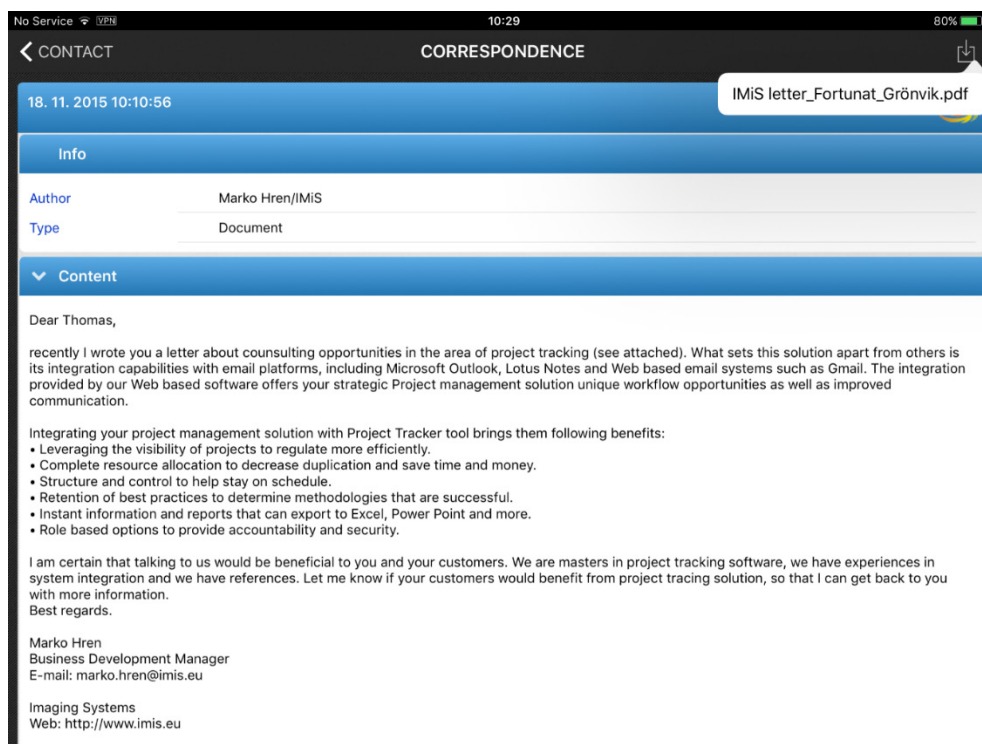 No Service VPN 10:29 80%
CONTACT CORRESPONDENCE
IMiS letter_Fortunat_Grönvik.pdf
18. 11. 2015 10:10:56
Info
Author Marko Hren/IMiS
Type Document
Content
Dear Thomas,
recently I wrote you a letter about counsulting opportunities in the area of project tracking (see attached). What sets this solution apart from others is
its integration capabilities with email platforms, including Microsoft Outlook, Lotus Notes and Web based email systems such as Gmail. The integration
provided by our Web based software offers your strategic Project management solution unique workflow opportunities as well as improved
communication.
Integrating your project management solution with Project Tracker tool brings them following benefits:
• Leveraging the visibility of projects to regulate more efficiently.
• Complete resource allocation to decrease duplication and save time and money.
• Structure and control to help stay on schedule.
• Retention of best practices to determine methodologies that are successful.
• Instant information and reports that can export to Excel, Power Point and more.
• Role based options to provide accountability and security.
I am certain that talking to us would be beneficial to you and your customers. We are masters in project tracking software, we have experiences in
system integration and we have references. Let me know if your customers would benefit from project tracing solution, so that I can get back to you
with more information.
Best regards.
Marko Hren
Business Development Manager
E-mail: marko.hren@imis.eu
Imaging Systems
Web: http://www.imis.eu